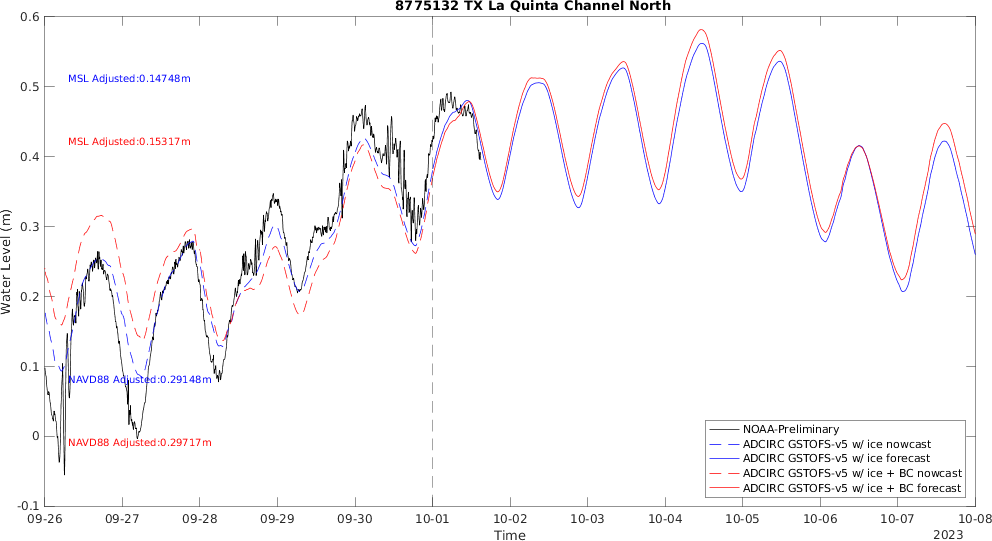 8775132 TX La Quinta Channel North
Water Level (m)
0.6
0.5
0.4
0.3
0.2
0.1
0
-0.1
MSL Adjusted:0.14748m
MSL Adjusted:0.15317m
NAVD88 Adjusted:0.29148m
NAVD88 Adjusted:0.29717m
NOAA-Preliminary
ADCIRC GSTOFS-v5 w/ ice nowcast
ADCIRC GSTOFS-v5 w/ ice forecast
ADCIRC GSTOFS-v5 w/ ice + BC nowcast
ADCIRC GSTOFS-v5 w/ ice + BC forecast
09-26 09-27 09-28 09-29 09-30 10-01 10-02 10-03 10-04 10-05 10-06 10-07 10-08
Time
2023